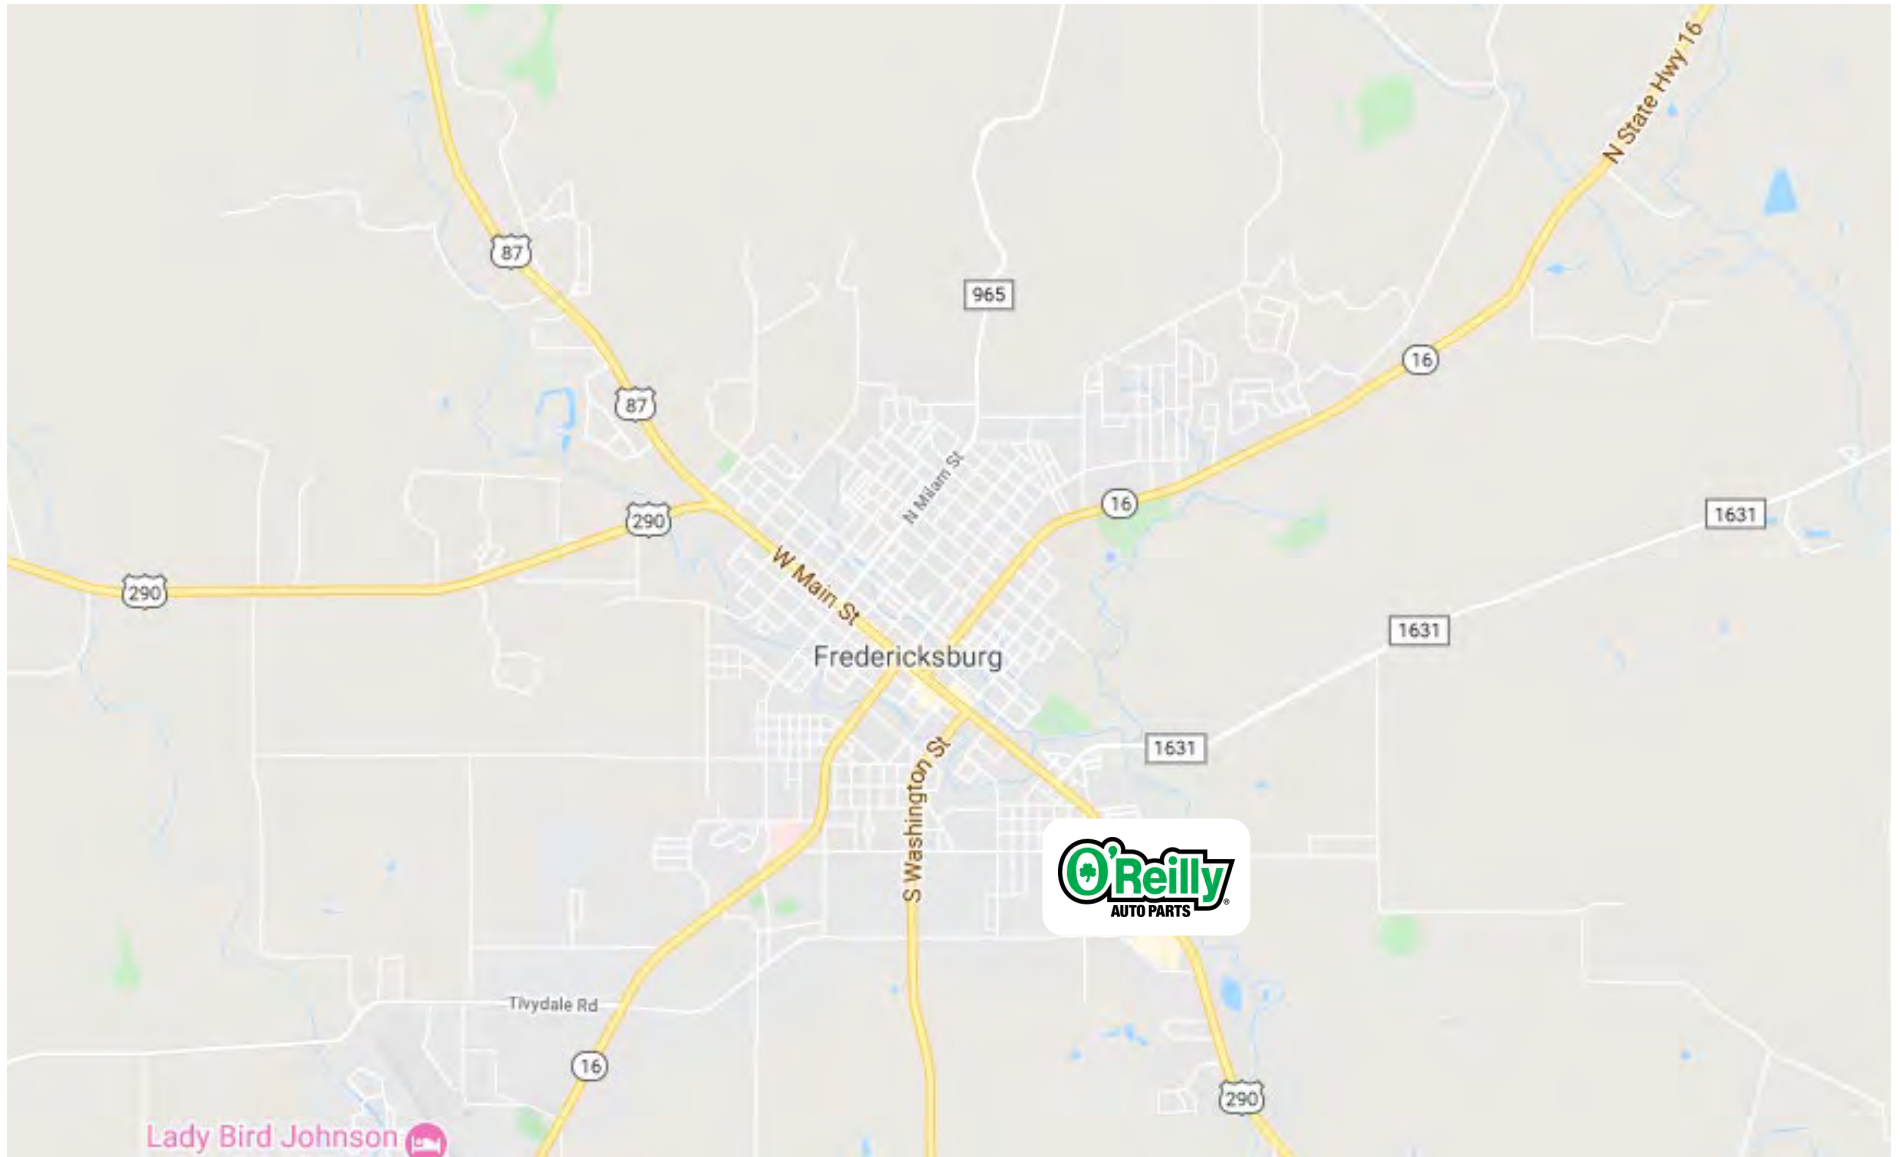 N State Hwy 16
87
965
16
87
N Milam St
16
290
1631
W Main St
290
1631
Fredericksburg
1631
S Washington St
O'Reilly®
AUTO PARTS
Tivydale Rd
16
290
Lady Bird Johnson